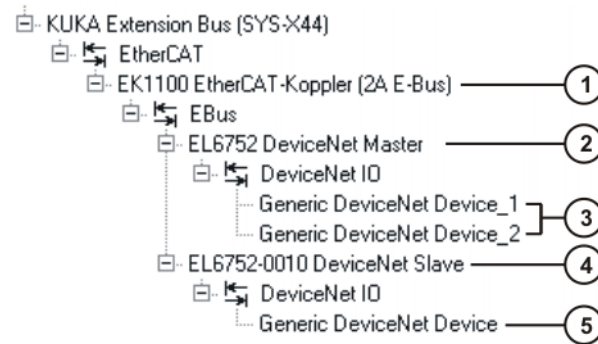 KUKA Extension Bus (SYS-X44)
EtherCAT
EK1100 EtherCAT-Koppler (2A E-Bus) 1
EBus
EL6752 DeviceNet Master 2
DeviceNet IO
Generic DeviceNet Device_1
3
Generic DeviceNet Device_2
EL6752-0010 DeviceNet Slave 4
DeviceNet IO
Generic DeviceNet Device 5